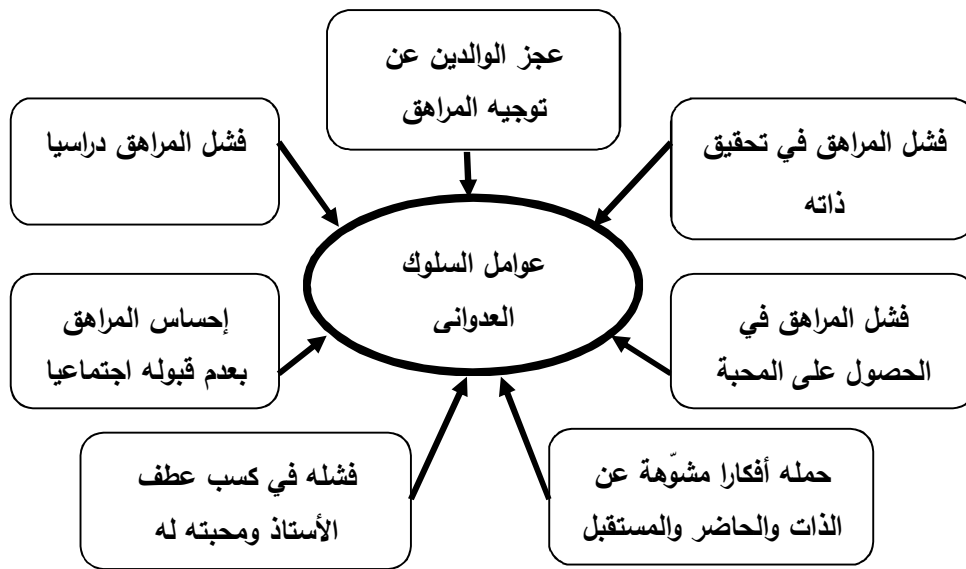 عجز الوالدين عن
توجيه المراهق
فشل المراهق في تحقيق
ذاته
فشل المراهق دراسيا
عوامل السلوك
العدوانى
فشل المراهق في
الحصول على المحبة
إحساس المراهق
بعدم قبوله اجتماعيا
حمله أفكارا مشوّهة عن
الذات والحاضر والمستقبل
فشله في كسب عطف
الأستاذ ومحبته له